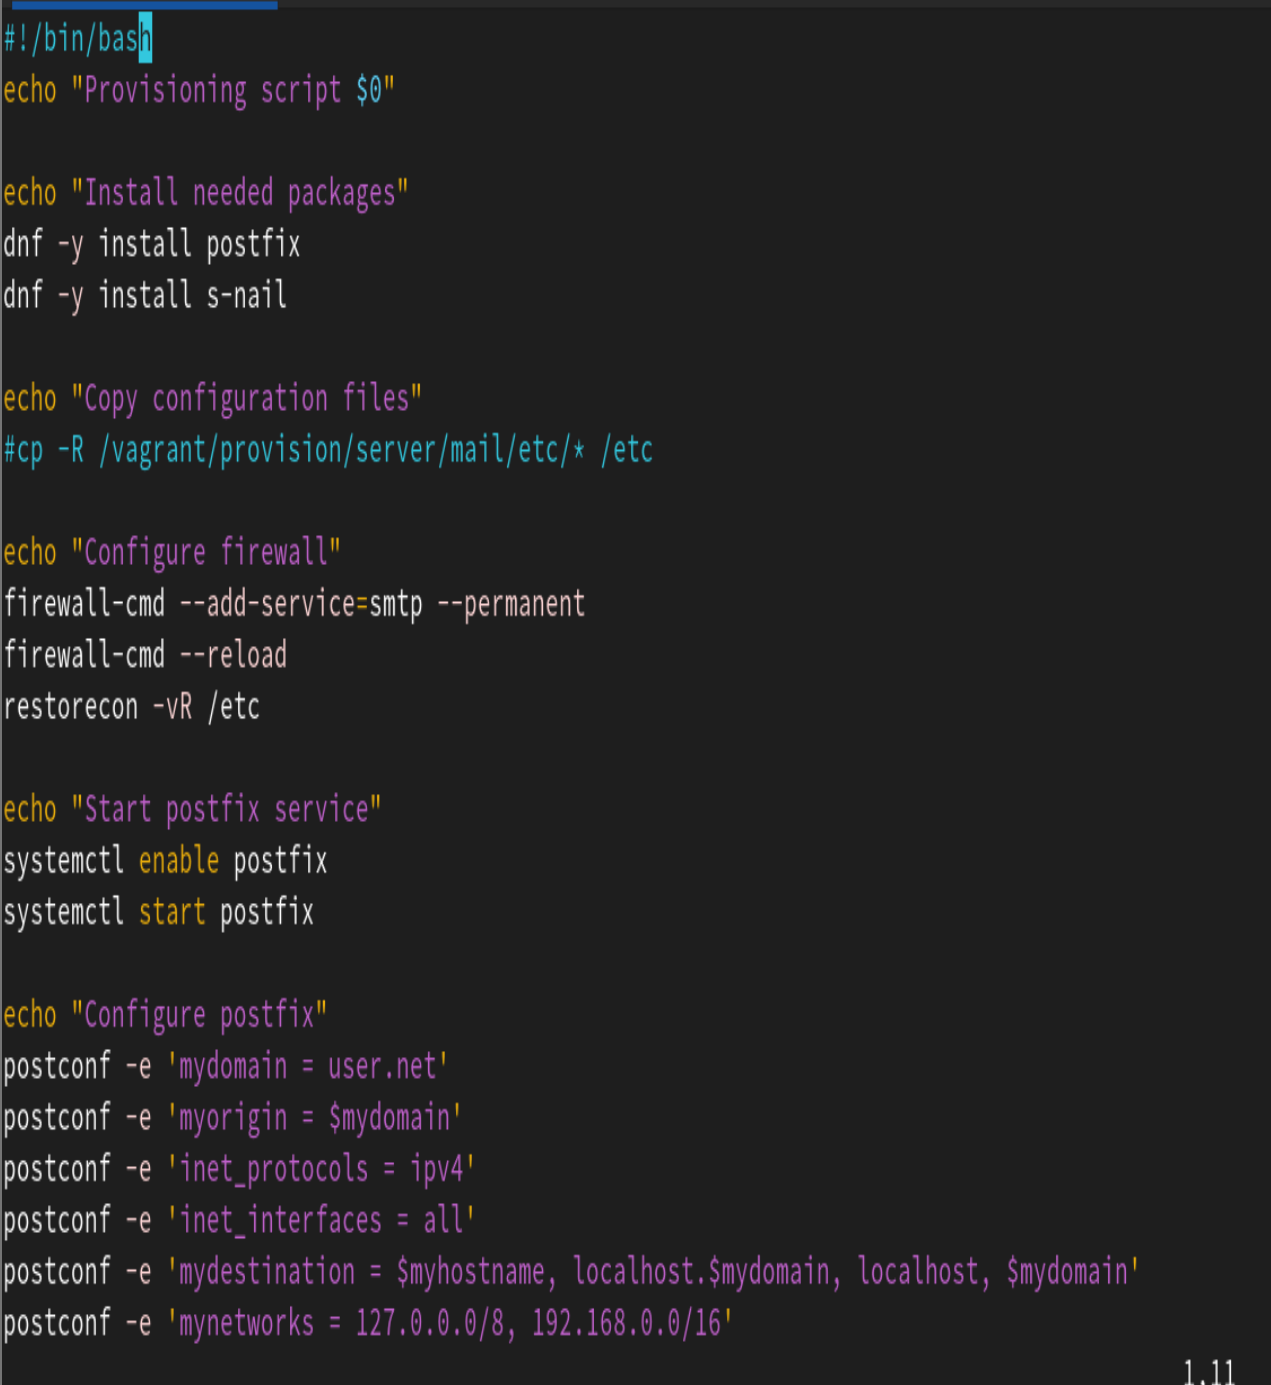 #!/bin/bash
echo "Provisioning script $0"
echo "Install needed packages"
dnf -y install postfix
dnf -y install s-nail
echo "Copy configuration files"
#cp -R /vagrant/provision/server/mail/etc/* /etc
echo "Configure firewall"
firewall-cmd --add-service=smtp --permanent
firewall-cmd --reload
restorecon -vR /etc
echo "Start postfix service"
systemctl enable postfix
systemctl start postfix
echo "Configure postfix"
postconf -e 'mydomain = user.net'
postconf -e 'myorigin = $mydomain'
postconf -e 'inet_protocols = ipv4'
postconf -e 'inet_interfaces = all'
postconf -e 'mydestination = $myhostname, localhost.$mydomain, localhost, $mydomain'
postconf -e 'mynetworks = 127.0.0.0/8, 192.168.0.0/16'
1,11